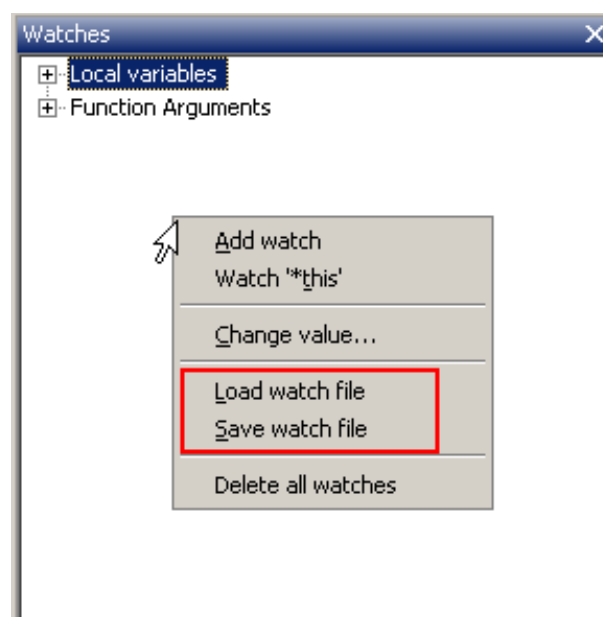 Watches
Local variables
Function Arguments
Add watch
Watch '*this'
Change value...
Load watch file
Save watch file
Delete all watches